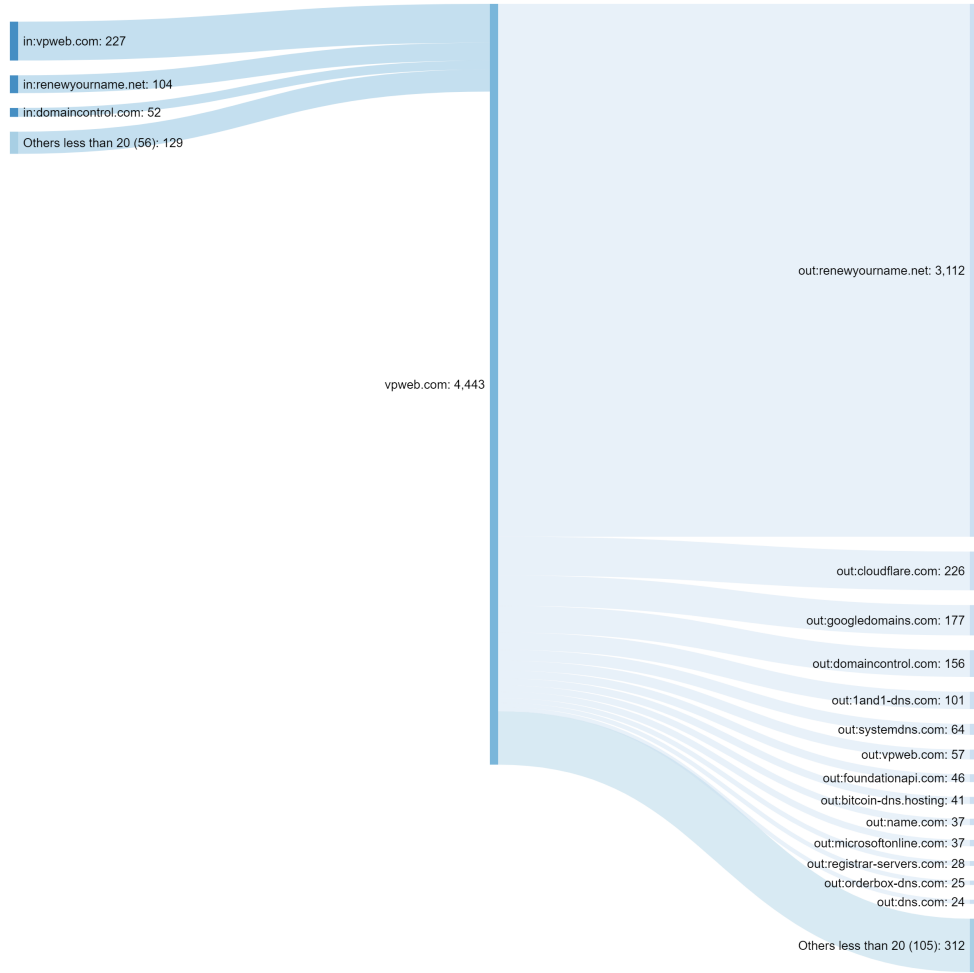 in:vpweb.com: 227
in:renewyourname.net: 104
in:domaincontrol.com: 52
Others less than 20 (56): 129
vpweb.com: 4,443
out:renewyourname.net: 3,112
out:cloudflare.com: 226
out:googledomains.com: 177
out:domaincontrol.com: 156
out:1and1-dns.com: 101
out:systemdns.com: 64
out:vpweb.com: 57
out:foundationapi.com: 46
out:bitcoin-dns.hosting: 41
out:name.com: 37
out:microsoftonline.com: 37
out:registrar-servers.com: 28
out:orderbox-dns.com: 25
out:dns.com: 24
Others less than 20 (105): 312